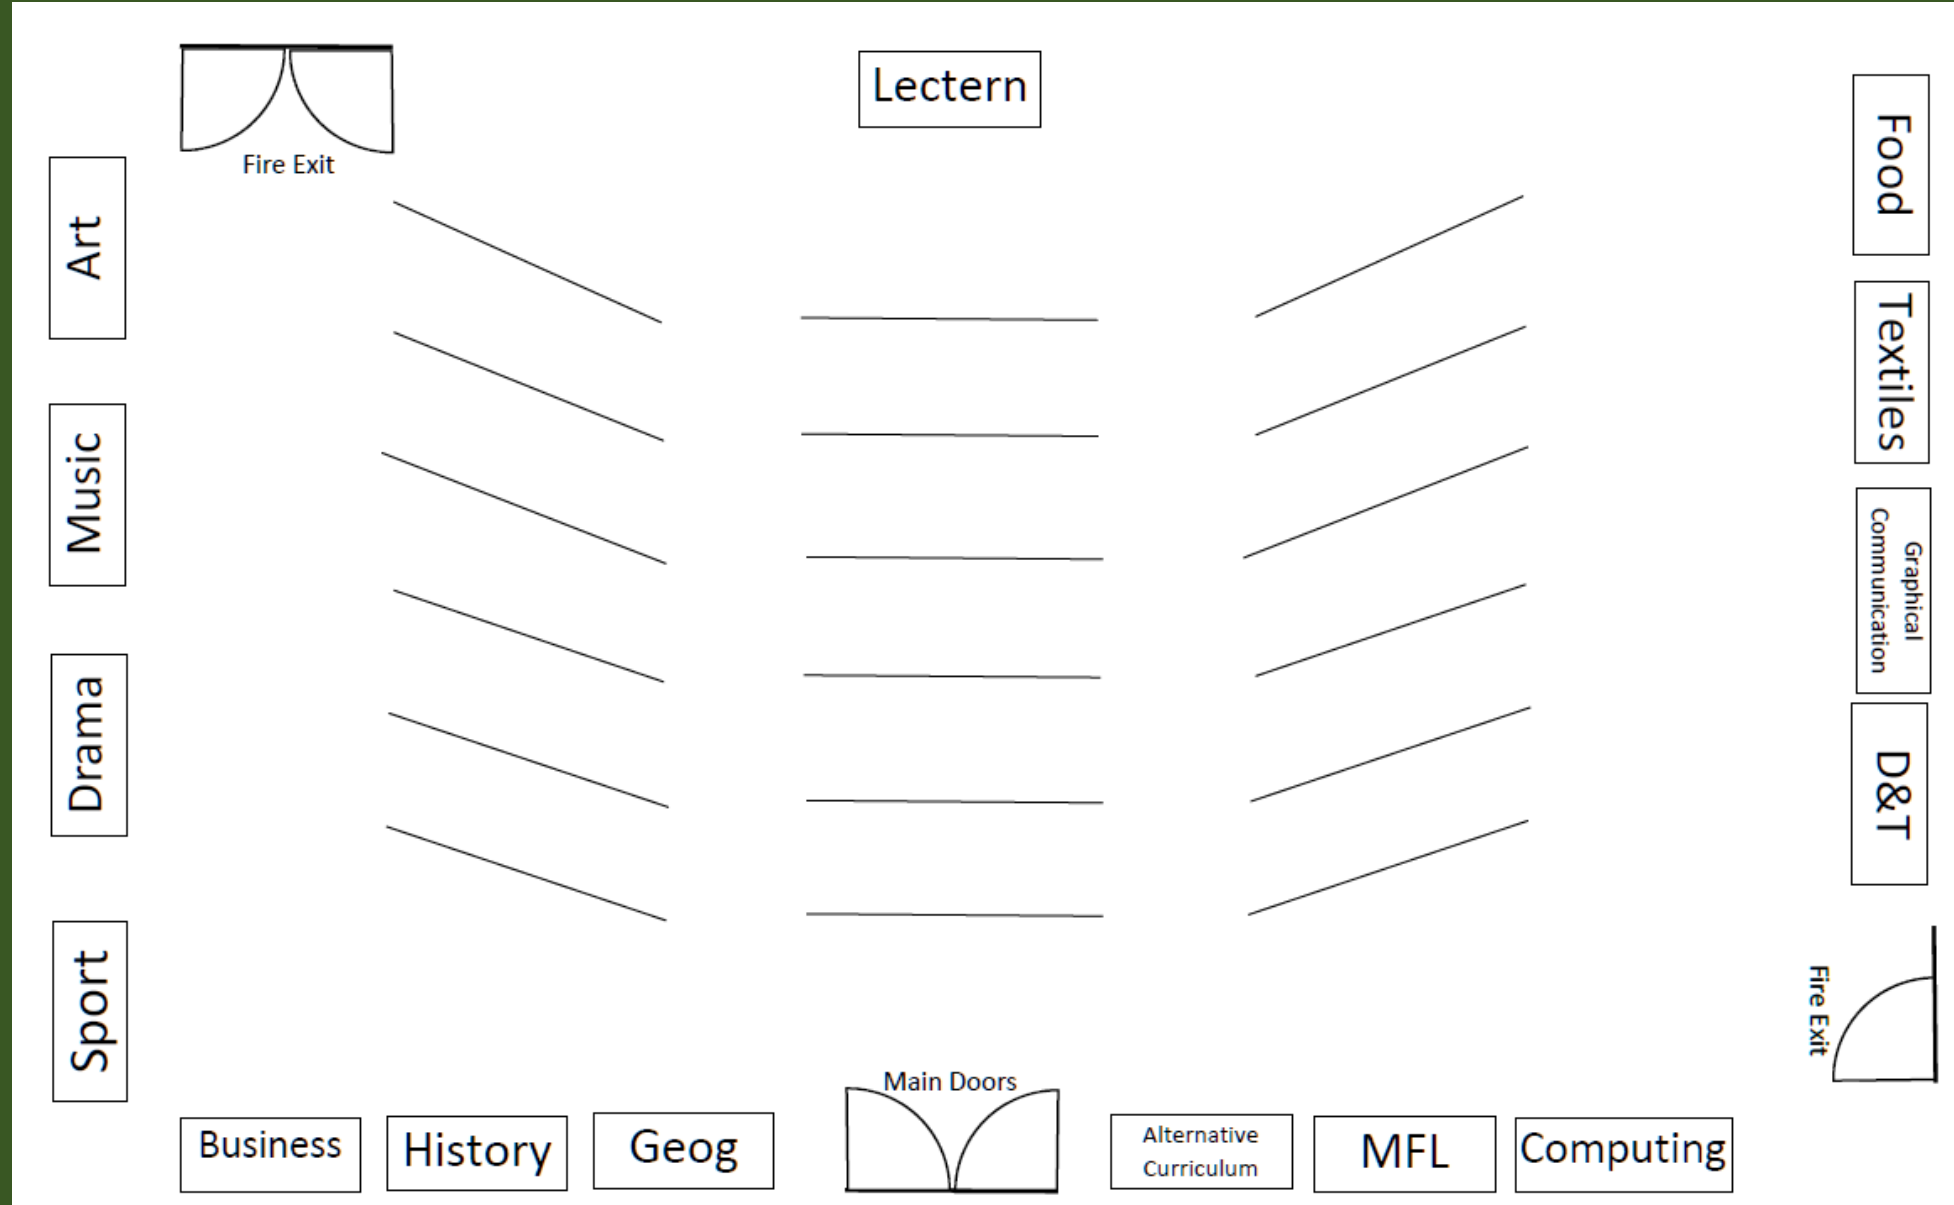 Lectern
Fire Exit
Art
Music
Drama
Sport
Food
Textiles
Graphical
Communication
D&T
Fire Exit
Main Doors
Business
History
Geog
Alternative
Curriculum
MFL
Computing